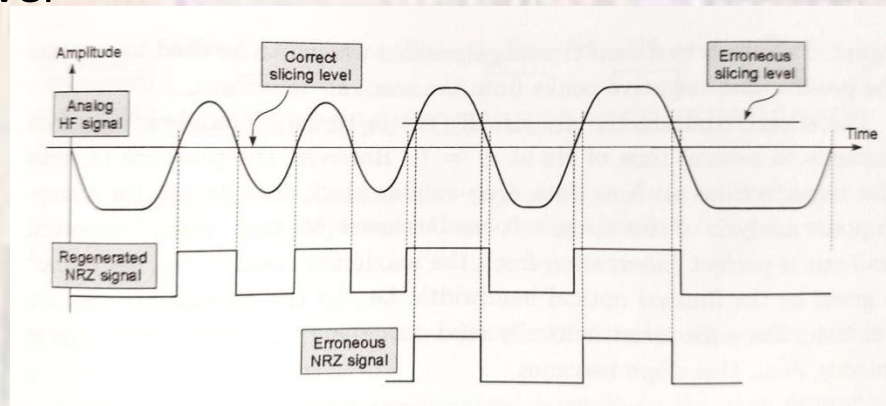 Amplitude
Correct
slicing level
Erroneous
slicing level
Analog
HF signal
Time
Regenerated
NRZ signal
Erroneous
NRZ signal